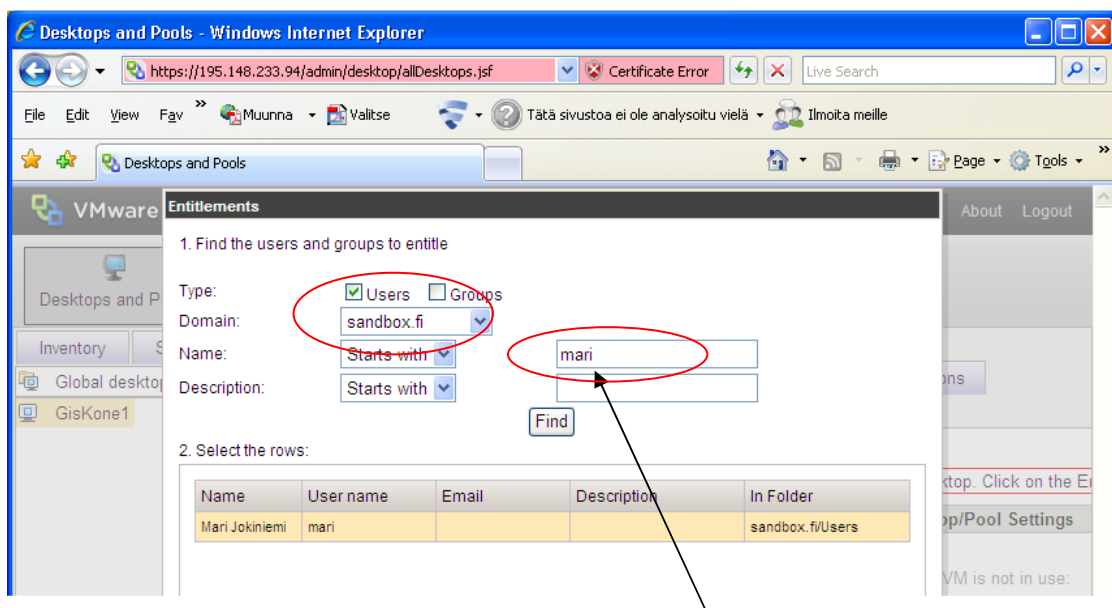 Desktops and Pools - Windows Internet Explorer
https://195.148.233.94/admin/desktop/allDesktops.jsf Certificate Error Live Search
File Edit View Fav » Muunna Valitse Tätä sivustoa ei ole analysoitu vielä Ilmoita meille
Desktops and Pools Page Tools »
VMware About Logout
Entitlements
1. Find the users and groups to entitle
Desktops and P
Type: Users Groups
Domain: sandbox.fi
Inventory S
Name: Starts with mari
Global desktop
Description: Starts with
ons
GisKone1
Find
2. Select the rows:
ktop. Click on the
Name User name Email Description In Folder
Mari Jokiniemi mari sandbox.fi/Users
op/Pool Settings
VM is not in use: